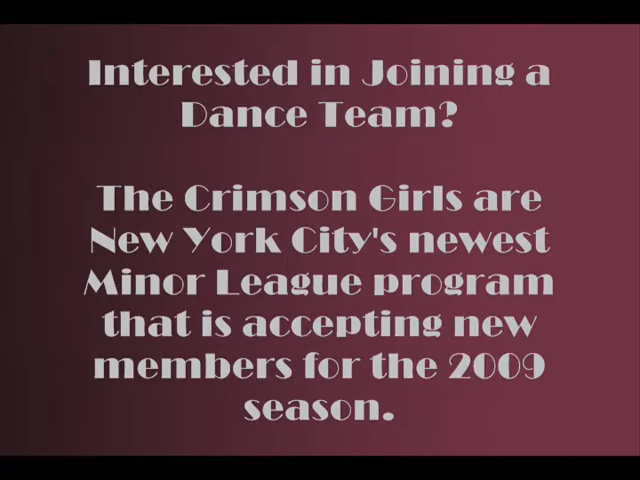 Interested in Joining a
Dance Team?
The Crimson Girls are
New York City's newest
Minor League program
that is accepting new
members for the 2009
season.